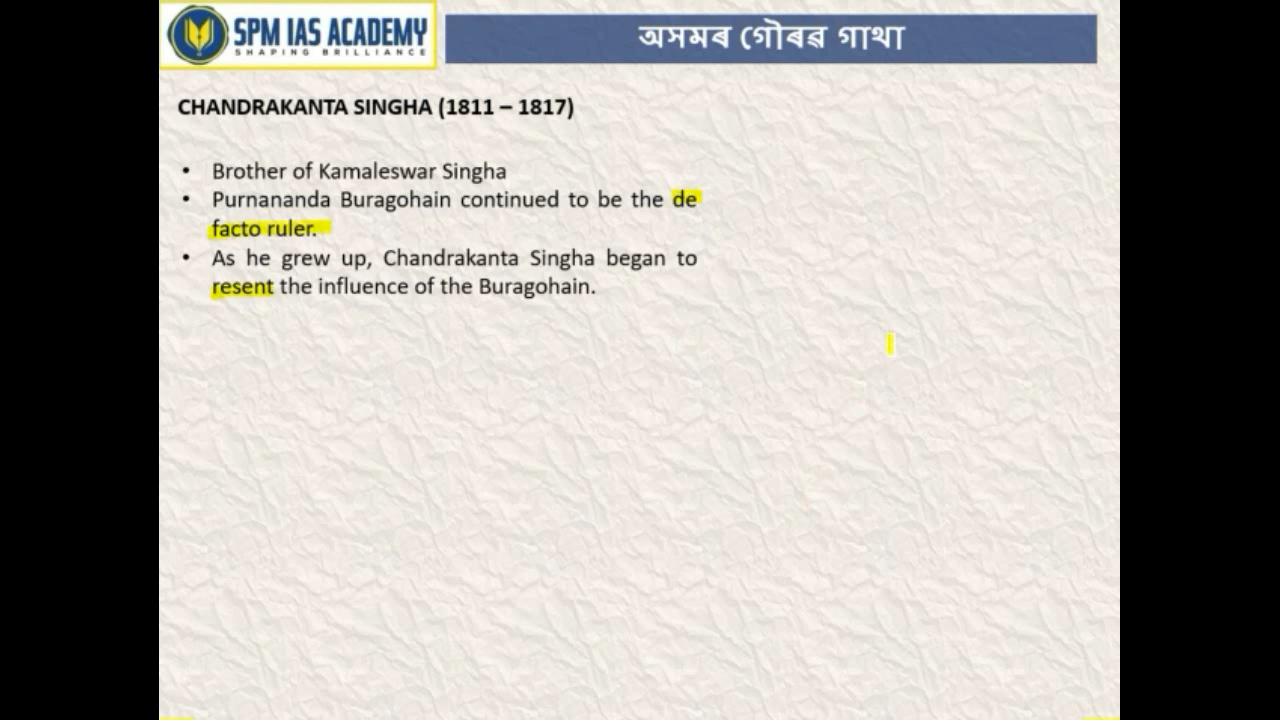 SPM IAS ACADEMY
SHAPING BRILLIANCE
অসমৰ গৌৰৱ গাথা
CHANDRAKANTA SINGHA (1811 – 1817)
• Brother of Kamaleswar Singha
• Purnananda Buragohain continued to be the de
facto ruler.
• As he grew up, Chandrakanta Singha began to
resent the influence of the Buragohain.